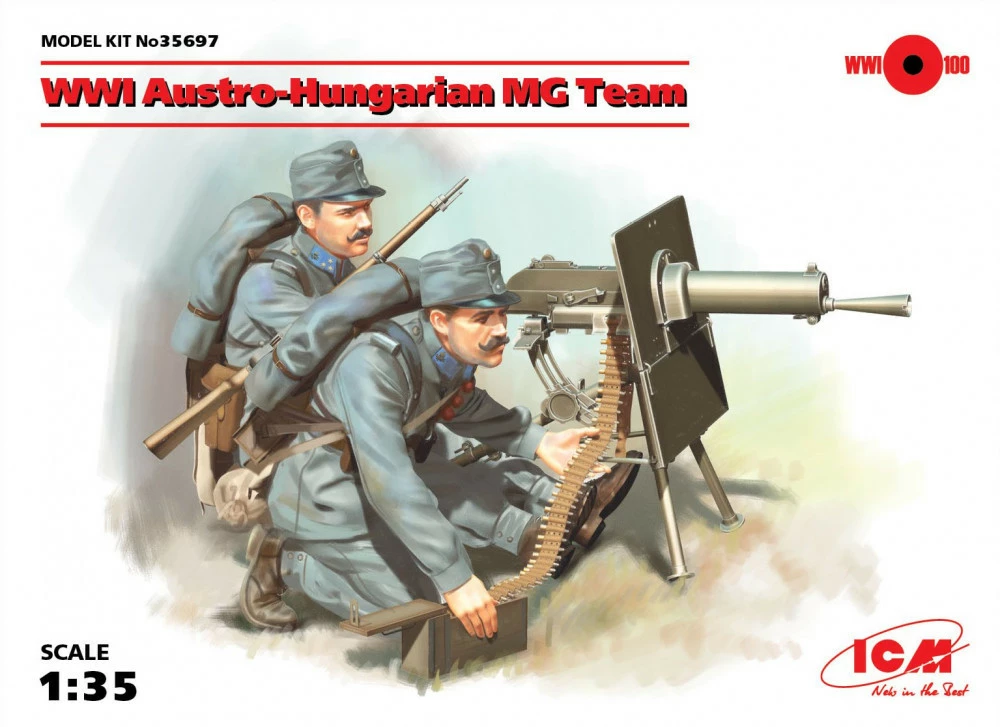 MODEL KIT No35697
WWI Austro-Hungarian MG Team
WWI 100
SCALE
1:35
ICM
New in the Best